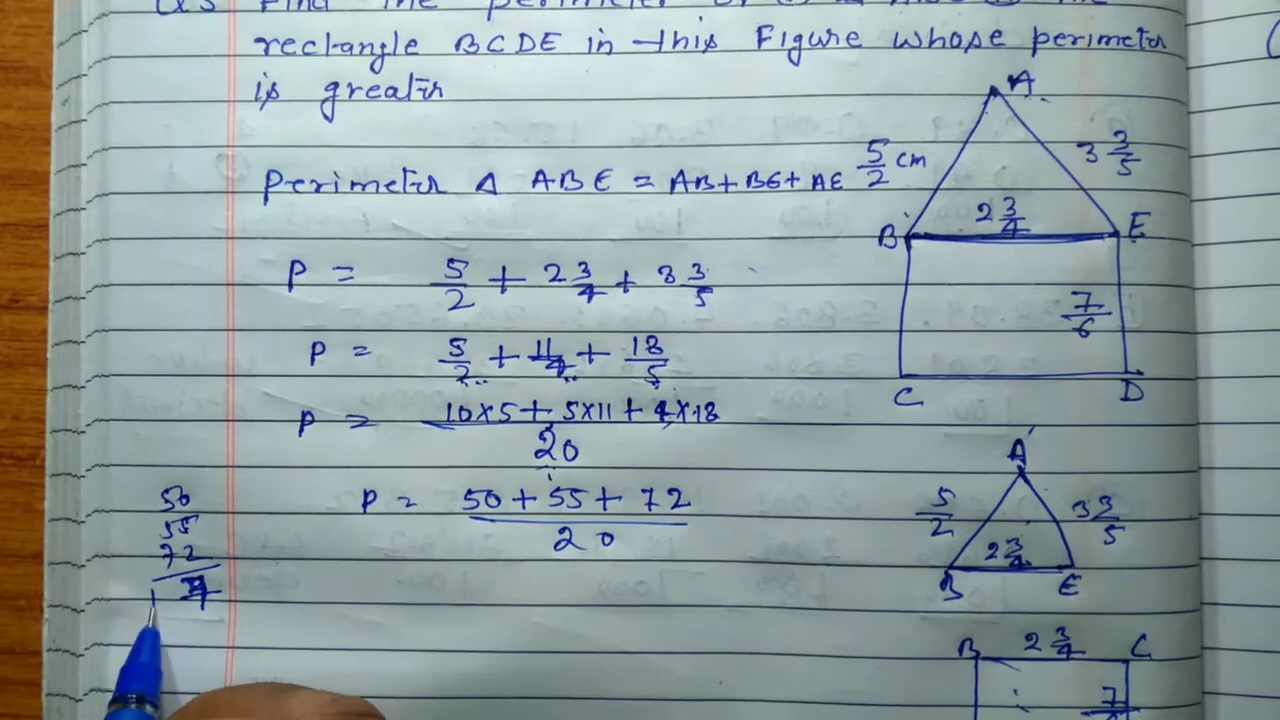 rectangle BCDE in this Figure whose perimeter
is greater
A
Perimeter Δ ABE = AB+BE+AE
5/2 cm
3 3/5
2 3/4
B
E
7/6
C
D
P = 5/2 + 2 3/4 + 3 3/5
P = 5/2 + 11/4 + 18/5
P = 10×5+5×11+4×18 / 20
P = 50+55+72 / 20
50
55
72
A
5/2
3 3/5
2 3/4
B
E
B
2 3/4
C